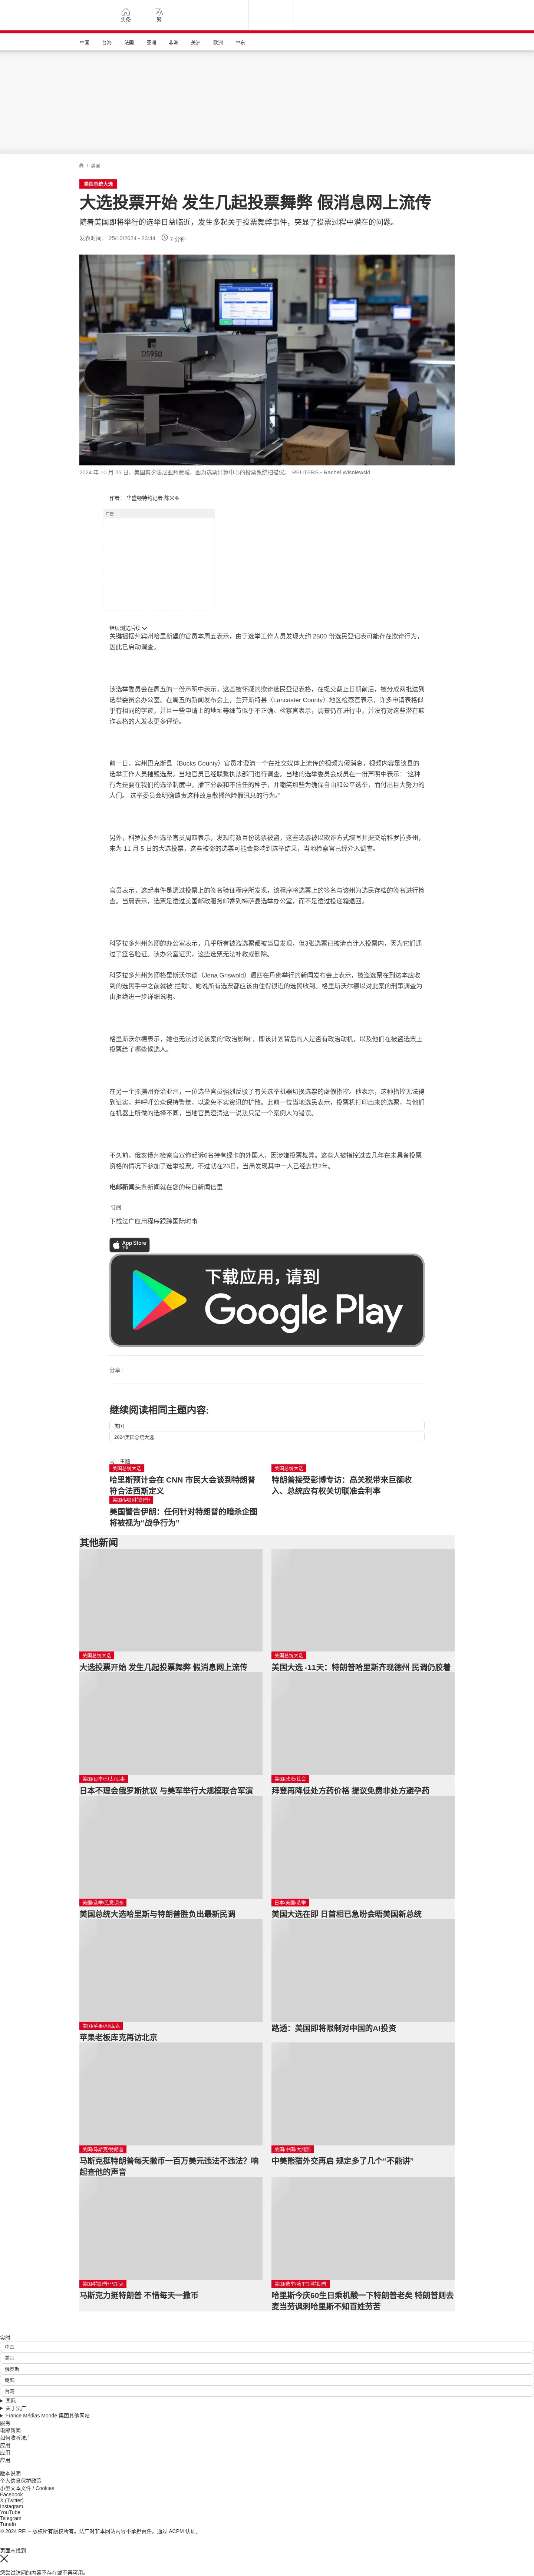 头条
繁
中国
台海
法国
亚洲
非洲
美洲
欧洲
中东
/ 美国
美国总统大选
大选投票开始 发生几起投票舞弊 假消息网上流传
随着美国即将举行的选举日益临近，发生多起关于投票舞弊事件，突显了投票过程中潜在的问题。
发表时间： 25/10/2024 - 23:44
7 分钟
DS950
2024 年 10 月 25 日，美国宾夕法尼亚州费城，图为选票计算中心的投票系统扫描仪。 REUTERS - Rachel Wisniewski
作者： 华盛顿特约记者 陈米亚
广告
继续浏览后续
关键摇摆州宾州哈里斯堡的官员本周五表示，由于选举工作人员发现大约 2500 份选民登记表可能存在欺诈行为，
因此已启动调查。
该选举委员会在周五的一份声明中表示，这些被怀疑的欺诈选民登记表格，在提交截止日期前后，被分成两批送到
选举委员会办公室。在周五的新闻发布会上，兰开斯特县（Lancaster County）地区检察官表示，许多申请表格似
乎有相同的字迹，并且一些申请上的地址等细节似乎不正确。检察官表示，调查仍在进行中，并没有对这些潜在欺
诈表格的人发表更多评论。
前一日，宾州巴克斯县（Bucks County）官员才澄清一个在社交媒体上流传的视频为假消息，视频内容是该县的
选举工作人员摧毁选票。当地官员已经联繫执法部门进行调查。当地的选举委员会成员在一份声明中表示：“这种
行为是要在我们的选举制度中，播下分裂和不信任的种子，并嘲笑那些为确保自由和公平选举，而付出巨大努力的
人们。 选举委员会明确谴责这种故意散播危险假讯息的行为。”
另外，科罗拉多州选举官员周四表示，发现有数百份选票被盗，这些选票被以欺诈方式填写并提交给科罗拉多州，
来为 11 月 5 日的大选投票，这些被盗的选票可能会影响到选举结果，当地检察官已经介入调查。
官员表示，这起事件是透过投票上的签名验证程序所发现，该程序将选票上的签名与该州为选民存档的签名进行检
查。当局表示，选票是透过美国邮政服务邮寄到梅萨县选举办公室，而不是透过投递箱退回。
科罗拉多州州务卿的办公室表示，几乎所有被盗选票都被当局发现，但3张选票已被清点计入投票内，因为它们通
过了签名验证。该办公室证实，这些选票无法补救或删除。
科罗拉多州州务卿格里斯沃尔德（Jena Griswold）週四在丹佛举行的新闻发布会上表示，被盗选票在到达本应收
到的选民手中之前就被“拦截”。她说所有选票都应该由住得很近的选民收到。格里斯沃尔德以对此案的刑事调查为
由拒绝进一步详细说明。
格里斯沃尔德表示，她也无法讨论该案的“政治影响”，即该计划背后的人是否有政治动机，以及他们在被盗选票上
投票给了哪些候选人。
在另一个摇摆州乔治亚州，一位选举官员强烈反驳了有关选举机器切换选票的虚假指控。他表示，这种指控无法得
到证实，并呼吁公众保持警觉，以避免不实资讯的扩散。此前一位当地选民表示，投票机打印出来的选票，与他们
在机器上所做的选择不同，当地官员澄清这一说法只是一个案例人为错误。
不久前，俄亥俄州检察官宣佈起诉6名持有绿卡的外国人，因涉嫌投票舞弊。这些人被指控过去几年在未具备投票
资格的情况下参加了选举投票。不过就在23日，当局发现其中一人已经去世2年。
电邮新闻头条新闻就在您的每日新闻信里
订阅
下载法广应用程序跟踪国际时事
App Store
下载
下载应用，请到
Google Play
分享 :
继续阅读相同主题内容:
美国
2024美国总统大选
同一主题
美国总统大选
哈里斯预计会在 CNN 市民大会谈到特朗普
符合法西斯定义
美国总统大选
特朗普接受彭博专访：高关税带来巨额收
入、总统应有权关切联准会利率
美国/伊朗/特朗普/
美国警告伊朗：任何针对特朗普的暗杀企图
将被视为“战争行为”
其他新闻
美国总统大选
大选投票开始 发生几起投票舞弊 假消息网上流传
美国总统大选
美国大选 -11天：特朗普哈里斯齐现德州 民调仍胶着
美国/日本/印太/军事
日本不理会俄罗斯抗议 与美军举行大规模联合军演
美国/政治/社会
拜登再降低处方药价格 提议免费非处方避孕药
美国/选举/民意调查
美国总统大选哈里斯与特朗普胜负出最新民调
日本/美国/选举
美国大选在即 日首相已急盼会晤美国新总统
美国/苹果/AI/库克
苹果老板库克再访北京
路透：美国即将限制对中国的AI投资
美国/马斯克/特朗普
马斯克挺特朗普每天撒币一百万美元违法不违法？响
起查他的声音
美国/中国/大熊猫
中美熊猫外交再启 规定多了几个“不能讲”
美国/特朗普/马斯克
马斯克力挺特朗普 不惜每天一撒币
美国/选举/哈里斯/特朗普
哈里斯今庆60生日乘机酸一下特朗普老矣 特朗普则去
麦当劳讽刺哈里斯不知百姓劳苦
实时
中国
美国
俄罗斯
朝鲜
台湾
国际
关于法广
France Médias Monde 集团其他网站
服务
电邮新闻
如何收听法广
应用
应用
应用
版本说明
个人信息保护政策
小型文本文件 / Cookies
Facebook
X (Twitter)
Instagram
YouTube
Telegram
TuneIn
© 2024 RFI – 版权所有版权所有。法广对非本网站内容不承担责任。通过 ACPM 认证。
页面未找到
您尝试访问的内容不存在或不再可用。